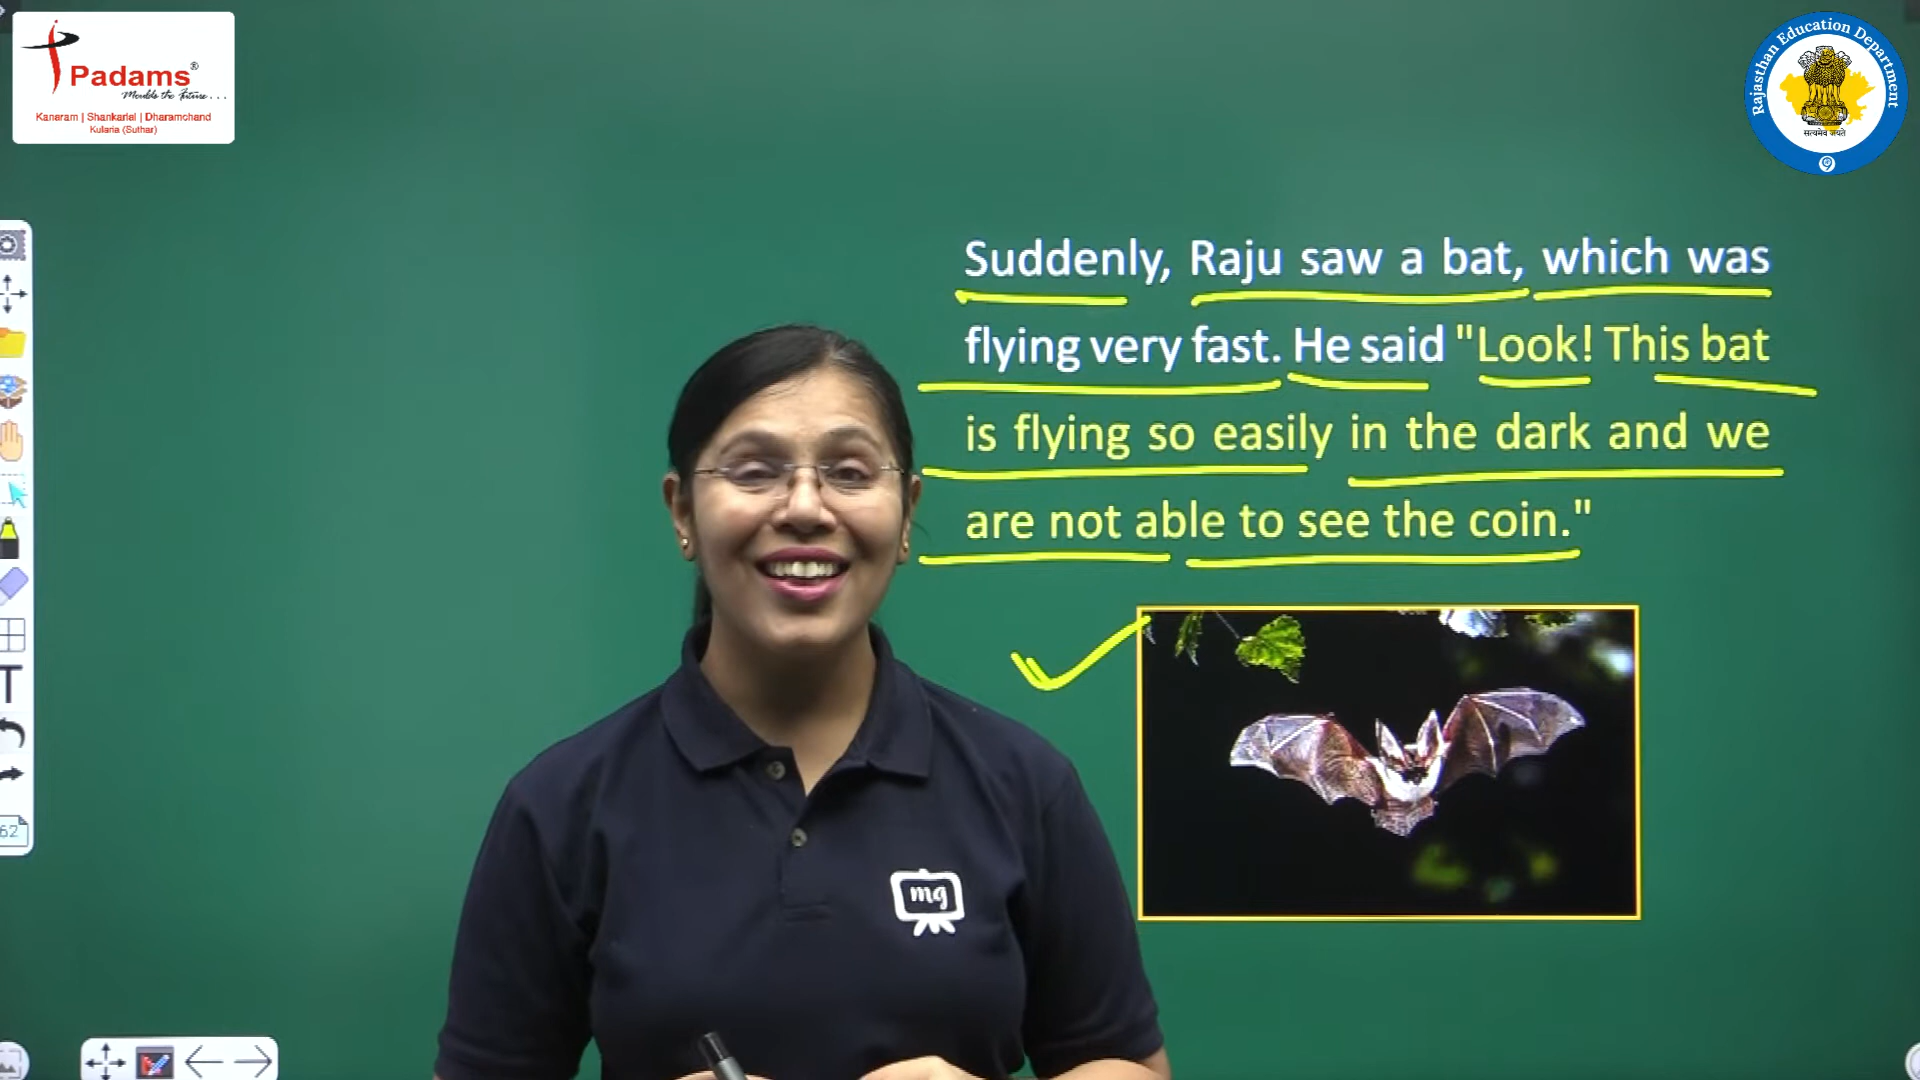 Padams®
Moulds the Future...
Kanaram | Shankarlal | Dharamchand
Kularia (Suthar)
Rajasthan Education Department
सत्यमेव जयते
Suddenly, Raju saw a bat, which was
flying very fast. He said "Look! This bat
is flying so easily in the dark and we
are not able to see the coin."
mg
T
62